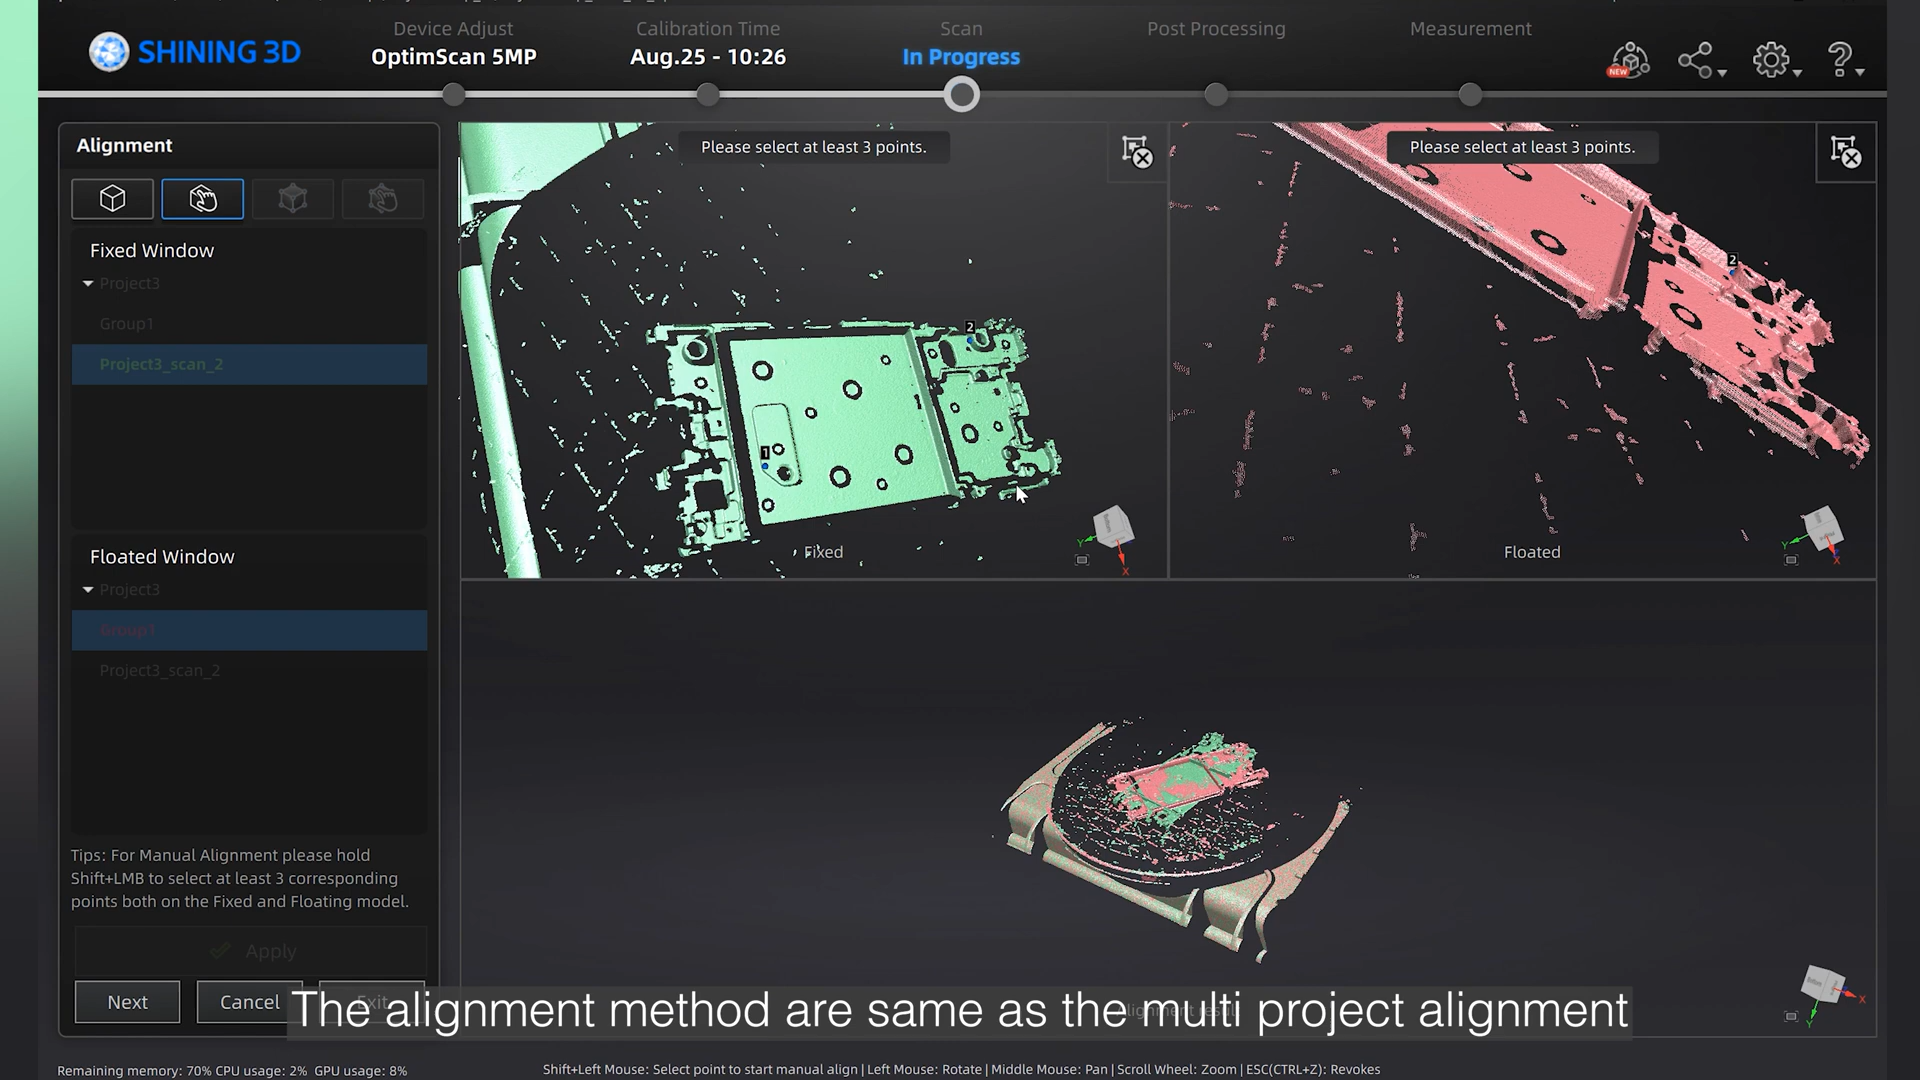 SHINING 3D
Device Adjust
OptimScan 5MP
Calibration Time
Aug.25 - 10:26
Scan
In Progress
Post Processing
Measurement
NEW
Alignment
Fixed Window
Project3
Group1
Project3_scan_2
Floated Window
Project3
Group1
Project3_scan_2
Tips: For Manual Alignment please hold
Shift+LMB to select at least 3 corresponding
points both on the Fixed and Floating model.
Apply
Next
Cancel
Exit
Please select at least 3 points.
1
2
Fixed
Y
X
Please select at least 3 points.
2
Floated
Y
X
X
Y
The alignment method are same as the multi project alignment
Remaining memory: 70% CPU usage: 2% GPU usage: 8%
Shift+Left Mouse: Select point to start manual align | Left Mouse: Rotate | Middle Mouse: Pan | Scroll Wheel: Zoom | ESC(CTRL+Z): Revokes